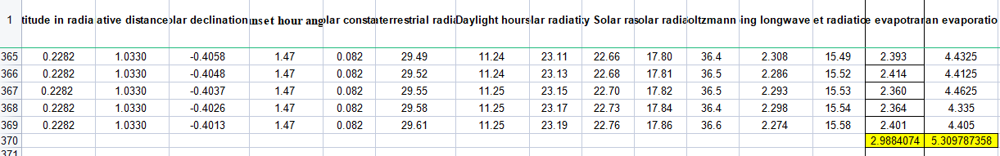 1 titude in radia ative distance olar declination unset hour ang olar consta aterrestrial radia Daylight hours lar radiati y Solar ra solar radia oltzmann ing longwave et radiatio e evapotran an evaporatio
365 0.2282 1.0330 -0.4058 1.47 0.082 29.49 11.24 23.11 22.66 17.80 36.4 2.308 15.49 2.393 4.4325
366 0.2282 1.0330 -0.4048 1.47 0.082 29.52 11.24 23.13 22.68 17.81 36.5 2.286 15.52 2.414 4.4125
367 0.2282 1.0330 -0.4037 1.47 0.082 29.55 11.25 23.15 22.70 17.82 36.5 2.293 15.53 2.360 4.4625
368 0.2282 1.0330 -0.4026 1.47 0.082 29.58 11.25 23.17 22.73 17.84 36.4 2.298 15.54 2.364 4.335
369 0.2282 1.0330 -0.4013 1.47 0.082 29.61 11.25 23.19 22.76 17.86 36.6 2.274 15.58 2.401 4.405
370 2.9884074 5.309787358
371